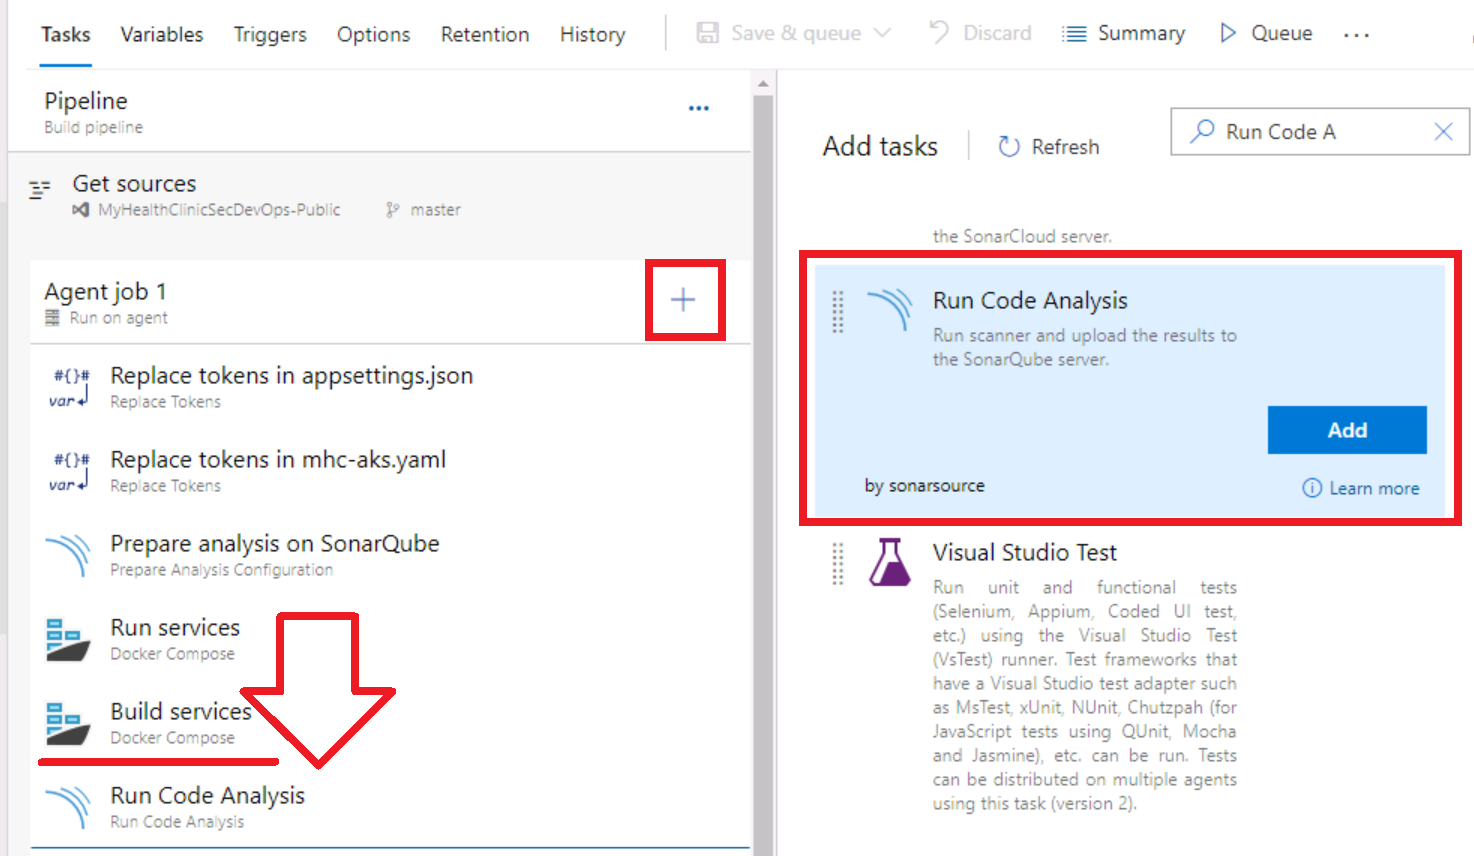 Tasks Variables Triggers Options Retention History Save & queue Discard Summary Queue ...
Pipeline
Build pipeline
Get sources
MyHealthClinicSecDevOps-Public master
Agent job 1
Run on agent
#{}# var Replace tokens in appsettings.json
Replace Tokens
#{}# var Replace tokens in mhc-aks.yaml
Replace Tokens
Prepare analysis on SonarQube
Prepare Analysis Configuration
Run services
Docker Compose
Build services
Docker Compose
Run Code Analysis
Run Code Analysis
Add tasks Refresh Run Code A
the SonarCloud server.
Run Code Analysis
Run scanner and upload the results to
the SonarQube server.
Add
by sonarsource Learn more
Visual Studio Test
Run unit and functional tests
(Selenium, Appium, Coded UI test,
etc.) using the Visual Studio Test
(VsTest) runner. Test frameworks that
have a Visual Studio test adapter such
as MsTest, xUnit, NUnit, Chutzpah (for
JavaScript tests using QUnit, Mocha
and Jasmine), etc. can be run. Tests
can be distributed on multiple agents
using this task (version 2).